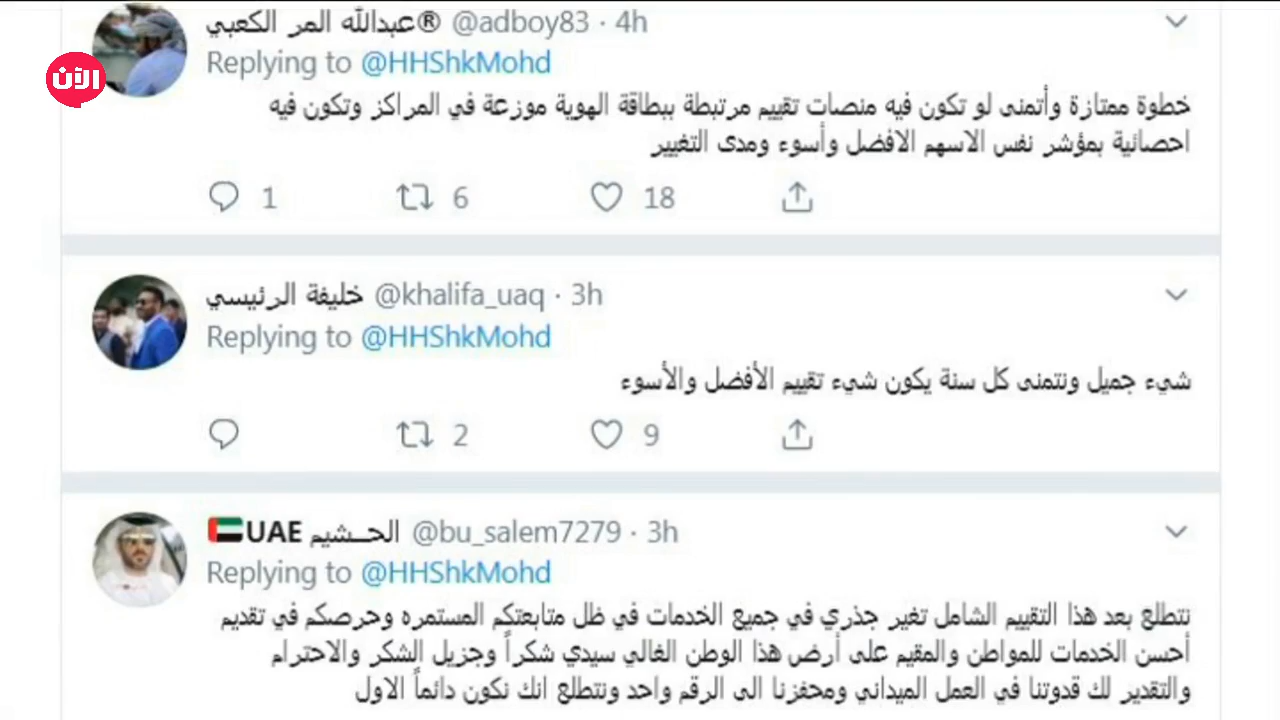 الآن
عبدالله المر الكعبي® @adboy83 · 4h
Replying to @HHShkMohd
خطوة ممتازة وأتمنى لو تكون فيه منصات تقييم مرتبطة ببطاقة الهوية موزعة في المراكز وتكون فيه
احصائية بمؤشر نفس الاسهم الافضل وأسوء ومدى التغيير
1 6 18
خليفة الرئيسي @khalifa_uaq · 3h
Replying to @HHShkMohd
شيء جميل ونتمنى كل سنة يكون شيء تقييم الأفضل والأسوء
2 9
UAE الحــشيم @bu_salem7279 · 3h
Replying to @HHShkMohd
نتطلع بعد هذا التقييم الشامل تغير جذري في جميع الخدمات في ظل متابعتكم المستمره وحرصكم في تقديم
أحسن الخدمات للمواطن والمقيم على أرض هذا الوطن الغالي سيدي شكراً وجزيل الشكر والاحترام
والتقدير لك قدوتنا في العمل الميداني ومحفزنا الى الرقم واحد ونتطلع انك نكون دائماً الاول